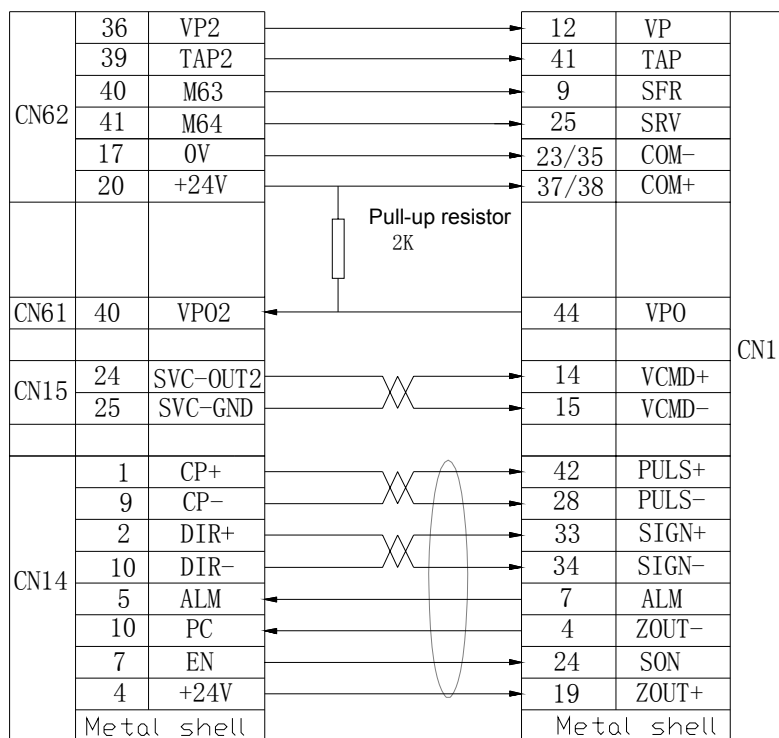 36 VP2 12 VP
39 TAP2 41 TAP
40 M63 9 SFR
CN62 41 M64 25 SRV
17 0V 23/35 COM-
20 +24V 37/38 COM+
Pull-up resistor
2K
CN61 40 VPO2 44 VPO
CN1
CN15 24 SVC-OUT2 14 VCMD+
25 SVC-GND 15 VCMD-
1 CP+ 42 PULS+
9 CP- 28 PULS-
2 DIR+ 33 SIGN+
CN14 10 DIR- 34 SIGN-
5 ALM 7 ALM
10 PC 4 ZOUT-
7 EN 24 SON
4 +24V 19 ZOUT+
Metal shell Metal shell